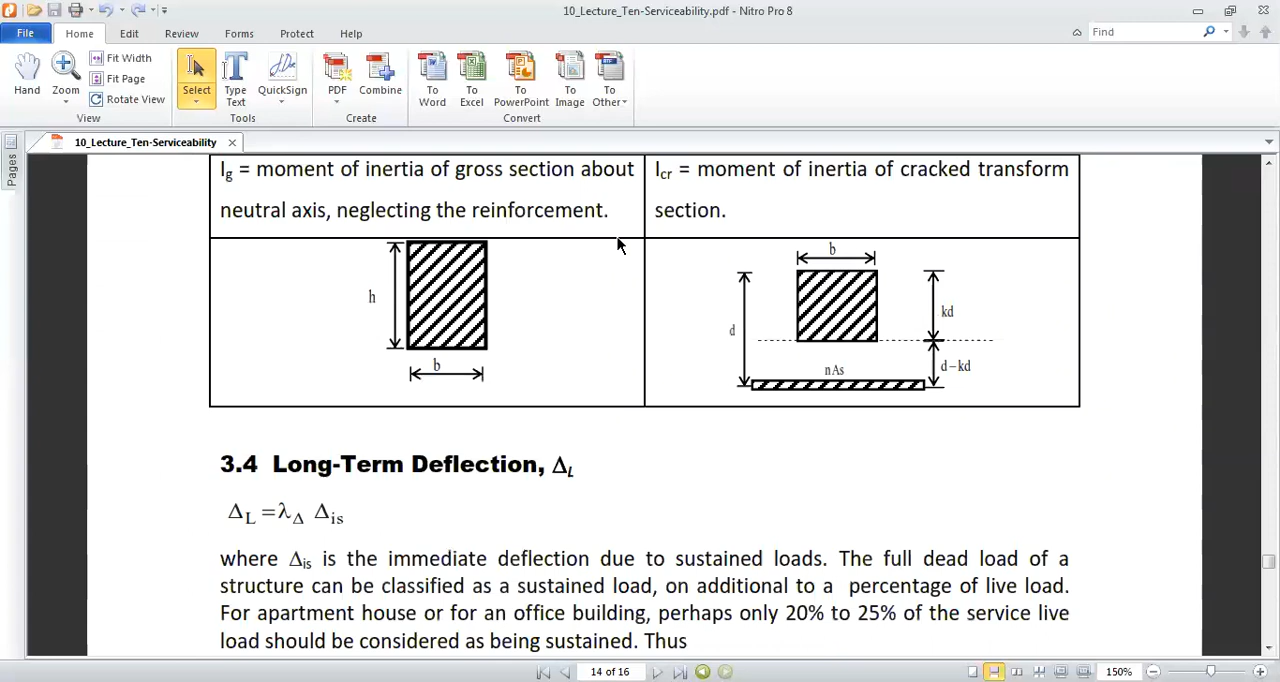 10_Lecture_Ten-Serviceability.pdf - Nitro Pro 8
File Home Edit Review Forms Protect Help Find
Hand Zoom Fit Width Fit Page Rotate View Select Type Text QuickSign PDF Combine To Word To Excel To PowerPoint To Image To Other
View Tools Create Convert
10_Lecture_Ten-Serviceability
Pages
Ig = moment of inertia of gross section about
neutral axis, neglecting the reinforcement.
Icr = moment of inertia of cracked transform
section.
h
b
b
d
kd
nAs
d-kd
3.4 Long-Term Deflection, ΔL
ΔL =λΔ Δis
where Δis is the immediate deflection due to sustained loads. The full dead load of a
structure can be classified as a sustained load, on additional to a percentage of live load.
For apartment house or for an office building, perhaps only 20% to 25% of the service live
load should be considered as being sustained. Thus
14 of 16 150%